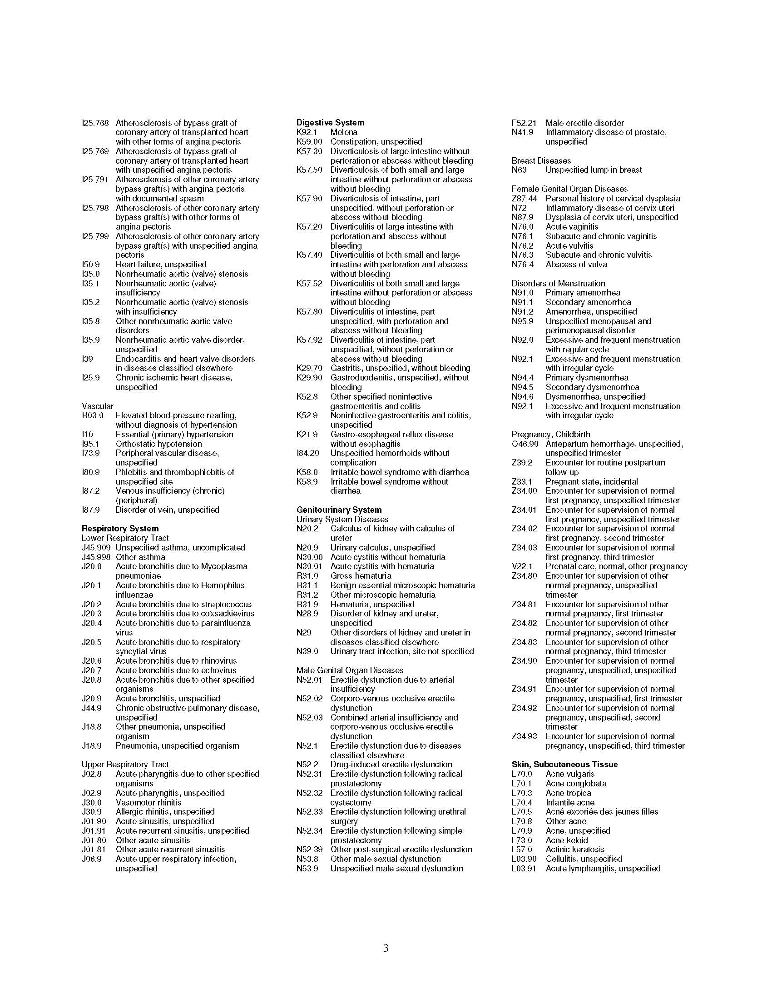 I25.768 Atherosclerosis of bypass graft of
coronary artery of transplanted heart
with other forms of angina pectoris
I25.769 Atherosclerosis of bypass graft of
coronary artery of transplanted heart
with unspecified angina pectoris
I25.791 Atherosclerosis of other coronary artery
bypass graft(s) with angina pectoris
with documented spasm
I25.798 Atherosclerosis of other coronary artery
bypass graft(s) with other forms of
angina pectoris
I25.799 Atherosclerosis of other coronary artery
bypass graft(s) with unspecified angina
pectoris
I50.9 Heart failure, unspecified
I35.0 Nonrheumatic aortic (valve) stenosis
I35.1 Nonrheumatic aortic (valve)
insufficiency
I35.2 Nonrheumatic aortic (valve) stenosis
with insufficiency
I35.8 Other nonrheumatic aortic valve
disorders
I35.9 Nonrheumatic aortic valve disorder,
unspecified
I39 Endocarditis and heart valve disorders
in diseases classified elsewhere
I25.9 Chronic ischemic heart disease,
unspecified
Vascular
R03.0 Elevated blood-pressure reading,
without diagnosis of hypertension
I10 Essential (primary) hypertension
I95.1 Orthostatic hypotension
I73.9 Peripheral vascular disease,
unspecified
I80.9 Phlebitis and thrombophlebitis of
unspecified site
I87.2 Venous insufficiency (chronic)
(peripheral)
I87.9 Disorder of vein, unspecified
Respiratory System
Lower Respiratory Tract
J45.909 Unspecified asthma, uncomplicated
J45.998 Other asthma
J20.0 Acute bronchitis due to Mycoplasma
pneumoniae
J20.1 Acute bronchitis due to Hemophilus
influenzae
J20.2 Acute bronchitis due to streptococcus
J20.3 Acute bronchitis due to coxsackievirus
J20.4 Acute bronchitis due to parainfluenza
virus
J20.5 Acute bronchitis due to respiratory
syncytial virus
J20.6 Acute bronchitis due to rhinovirus
J20.7 Acute bronchitis due to echovirus
J20.8 Acute bronchitis due to other specified
organisms
J20.9 Acute bronchitis, unspecified
J44.9 Chronic obstructive pulmonary disease,
unspecified
J18.8 Other pneumonia, unspecified
organism
J18.9 Pneumonia, unspecified organism
Upper Respiratory Tract
J02.8 Acute pharyngitis due to other specified
organisms
J02.9 Acute pharyngitis, unspecified
J30.0 Vasomotor rhinitis
J30.9 Allergic rhinitis, unspecified
J01.90 Acute sinusitis, unspecified
J01.91 Acute recurrent sinusitis, unspecified
J01.80 Other acute sinusitis
J01.81 Other acute recurrent sinusitis
J06.9 Acute upper respiratory infection,
unspecified
Digestive System
K92.1 Melena
K59.00 Constipation, unspecified
K57.30 Diverticulosis of large intestine without
perforation or abscess without bleeding
K57.50 Diverticulosis of both small and large
intestine without perforation or abscess
without bleeding
K57.90 Diverticulosis of intestine, part
unspecified, without perforation or
abscess without bleeding
K57.20 Diverticulitis of large intestine with
perforation and abscess without
bleeding
K57.40 Diverticulitis of both small and large
intestine with perforation and abscess
without bleeding
K57.52 Diverticulitis of both small and large
intestine without perforation or abscess
without bleeding
K57.80 Diverticulitis of intestine, part
unspecified, with perforation and
abscess without bleeding
K57.92 Diverticulitis of intestine, part
unspecified, without perforation or
abscess without bleeding
K29.70 Gastritis, unspecified, without bleeding
K29.90 Gastroduodenitis, unspecified, without
bleeding
K52.8 Other specified noninfective
gastroenteritis and colitis
K52.9 Noninfective gastroenteritis and colitis,
unspecified
K21.9 Gastro-esophageal reflux disease
without esophagitis
I84.20 Unspecified hemorrhoids without
complication
K58.0 Irritable bowel syndrome with diarrhea
K58.9 Irritable bowel syndrome without
diarrhea
Genitourinary System
Urinary System Diseases
N20.2 Calculus of kidney with calculus of
ureter
N20.9 Urinary calculus, unspecified
N30.00 Acute cystitis without hematuria
N30.01 Acute cystitis with hematuria
R31.0 Gross hematuria
R31.1 Benign essential microscopic hematuria
R31.2 Other microscopic hematuria
R31.9 Hematuria, unspecified
N28.9 Disorder of kidney and ureter,
unspecified
N29 Other disorders of kidney and ureter in
diseases classified elsewhere
N39.0 Urinary tract infection, site not specified
Male Genital Organ Diseases
N52.01 Erectile dysfunction due to arterial
insufficiency
N52.02 Corporo-venous occlusive erectile
dysfunction
N52.03 Combined arterial insufficiency and
corporo-venous occlusive erectile
dysfunction
N52.1 Erectile dysfunction due to diseases
classified elsewhere
N52.2 Drug-induced erectile dysfunction
N52.31 Erectile dysfunction following radical
prostatectomy
N52.32 Erectile dysfunction following radical
cystectomy
N52.33 Erectile dysfunction following urethral
surgery
N52.34 Erectile dysfunction following simple
prostatectomy
N52.39 Other post-surgical erectile dysfunction
N53.8 Other male sexual dysfunction
N53.9 Unspecified male sexual dysfunction
F52.21 Male erectile disorder
N41.9 Inflammatory disease of prostate,
unspecified
Breast Diseases
N63 Unspecified lump in breast
Female Genital Organ Diseases
Z87.44 Personal history of cervical dysplasia
N72 Inflammatory disease of cervix uteri
N87.9 Dysplasia of cervix uteri, unspecified
N76.0 Acute vaginitis
N76.1 Subacute and chronic vaginitis
N76.2 Acute vulvitis
N76.3 Subacute and chronic vulvitis
N76.4 Abscess of vulva
Disorders of Menstruation
N91.0 Primary amenorrhea
N91.1 Secondary amenorrhea
N91.2 Amenorrhea, unspecified
N95.9 Unspecified menopausal and
perimenopausal disorder
N92.0 Excessive and frequent menstruation
with regular cycle
N92.1 Excessive and frequent menstruation
with irregular cycle
N94.4 Primary dysmenorrhea
N94.5 Secondary dysmenorrhea
N94.6 Dysmenorrhea, unspecified
N92.1 Excessive and frequent menstruation
with irregular cycle
Pregnancy, Childbirth
O46.90 Antepartum hemorrhage, unspecified,
unspecified trimester
Z39.2 Encounter for routine postpartum
follow-up
Z33.1 Pregnant state, incidental
Z34.00 Encounter for supervision of normal
first pregnancy, unspecified trimester
Z34.01 Encounter for supervision of normal
first pregnancy, unspecified trimester
Z34.02 Encounter for supervision of normal
first pregnancy, second trimester
Z34.03 Encounter for supervision of normal
first pregnancy, third trimester
V22.1 Prenatal care, normal, other pregnancy
Z34.80 Encounter for supervision of other
normal pregnancy, unspecified
trimester
Z34.81 Encounter for supervision of other
normal pregnancy, first trimester
Z34.82 Encounter for supervision of other
normal pregnancy, second trimester
Z34.83 Encounter for supervision of other
normal pregnancy, third trimester
Z34.90 Encounter for supervision of normal
pregnancy, unspecified, unspecified
trimester
Z34.91 Encounter for supervision of normal
pregnancy, unspecified, first trimester
Z34.92 Encounter for supervision of normal
pregnancy, unspecified, second
trimester
Z34.93 Encounter for supervision of normal
pregnancy, unspecified, third trimester
Skin, Subcutaneous Tissue
L70.0 Acne vulgaris
L70.1 Acne conglobata
L70.3 Acne tropica
L70.4 Infantile acne
L70.5 Acné excoriée des jeunes filles
L70.8 Other acne
L70.9 Acne, unspecified
L73.0 Acne keloid
L57.0 Actinic keratosis
L03.90 Cellulitis, unspecified
L03.91 Acute lymphangitis, unspecified
3